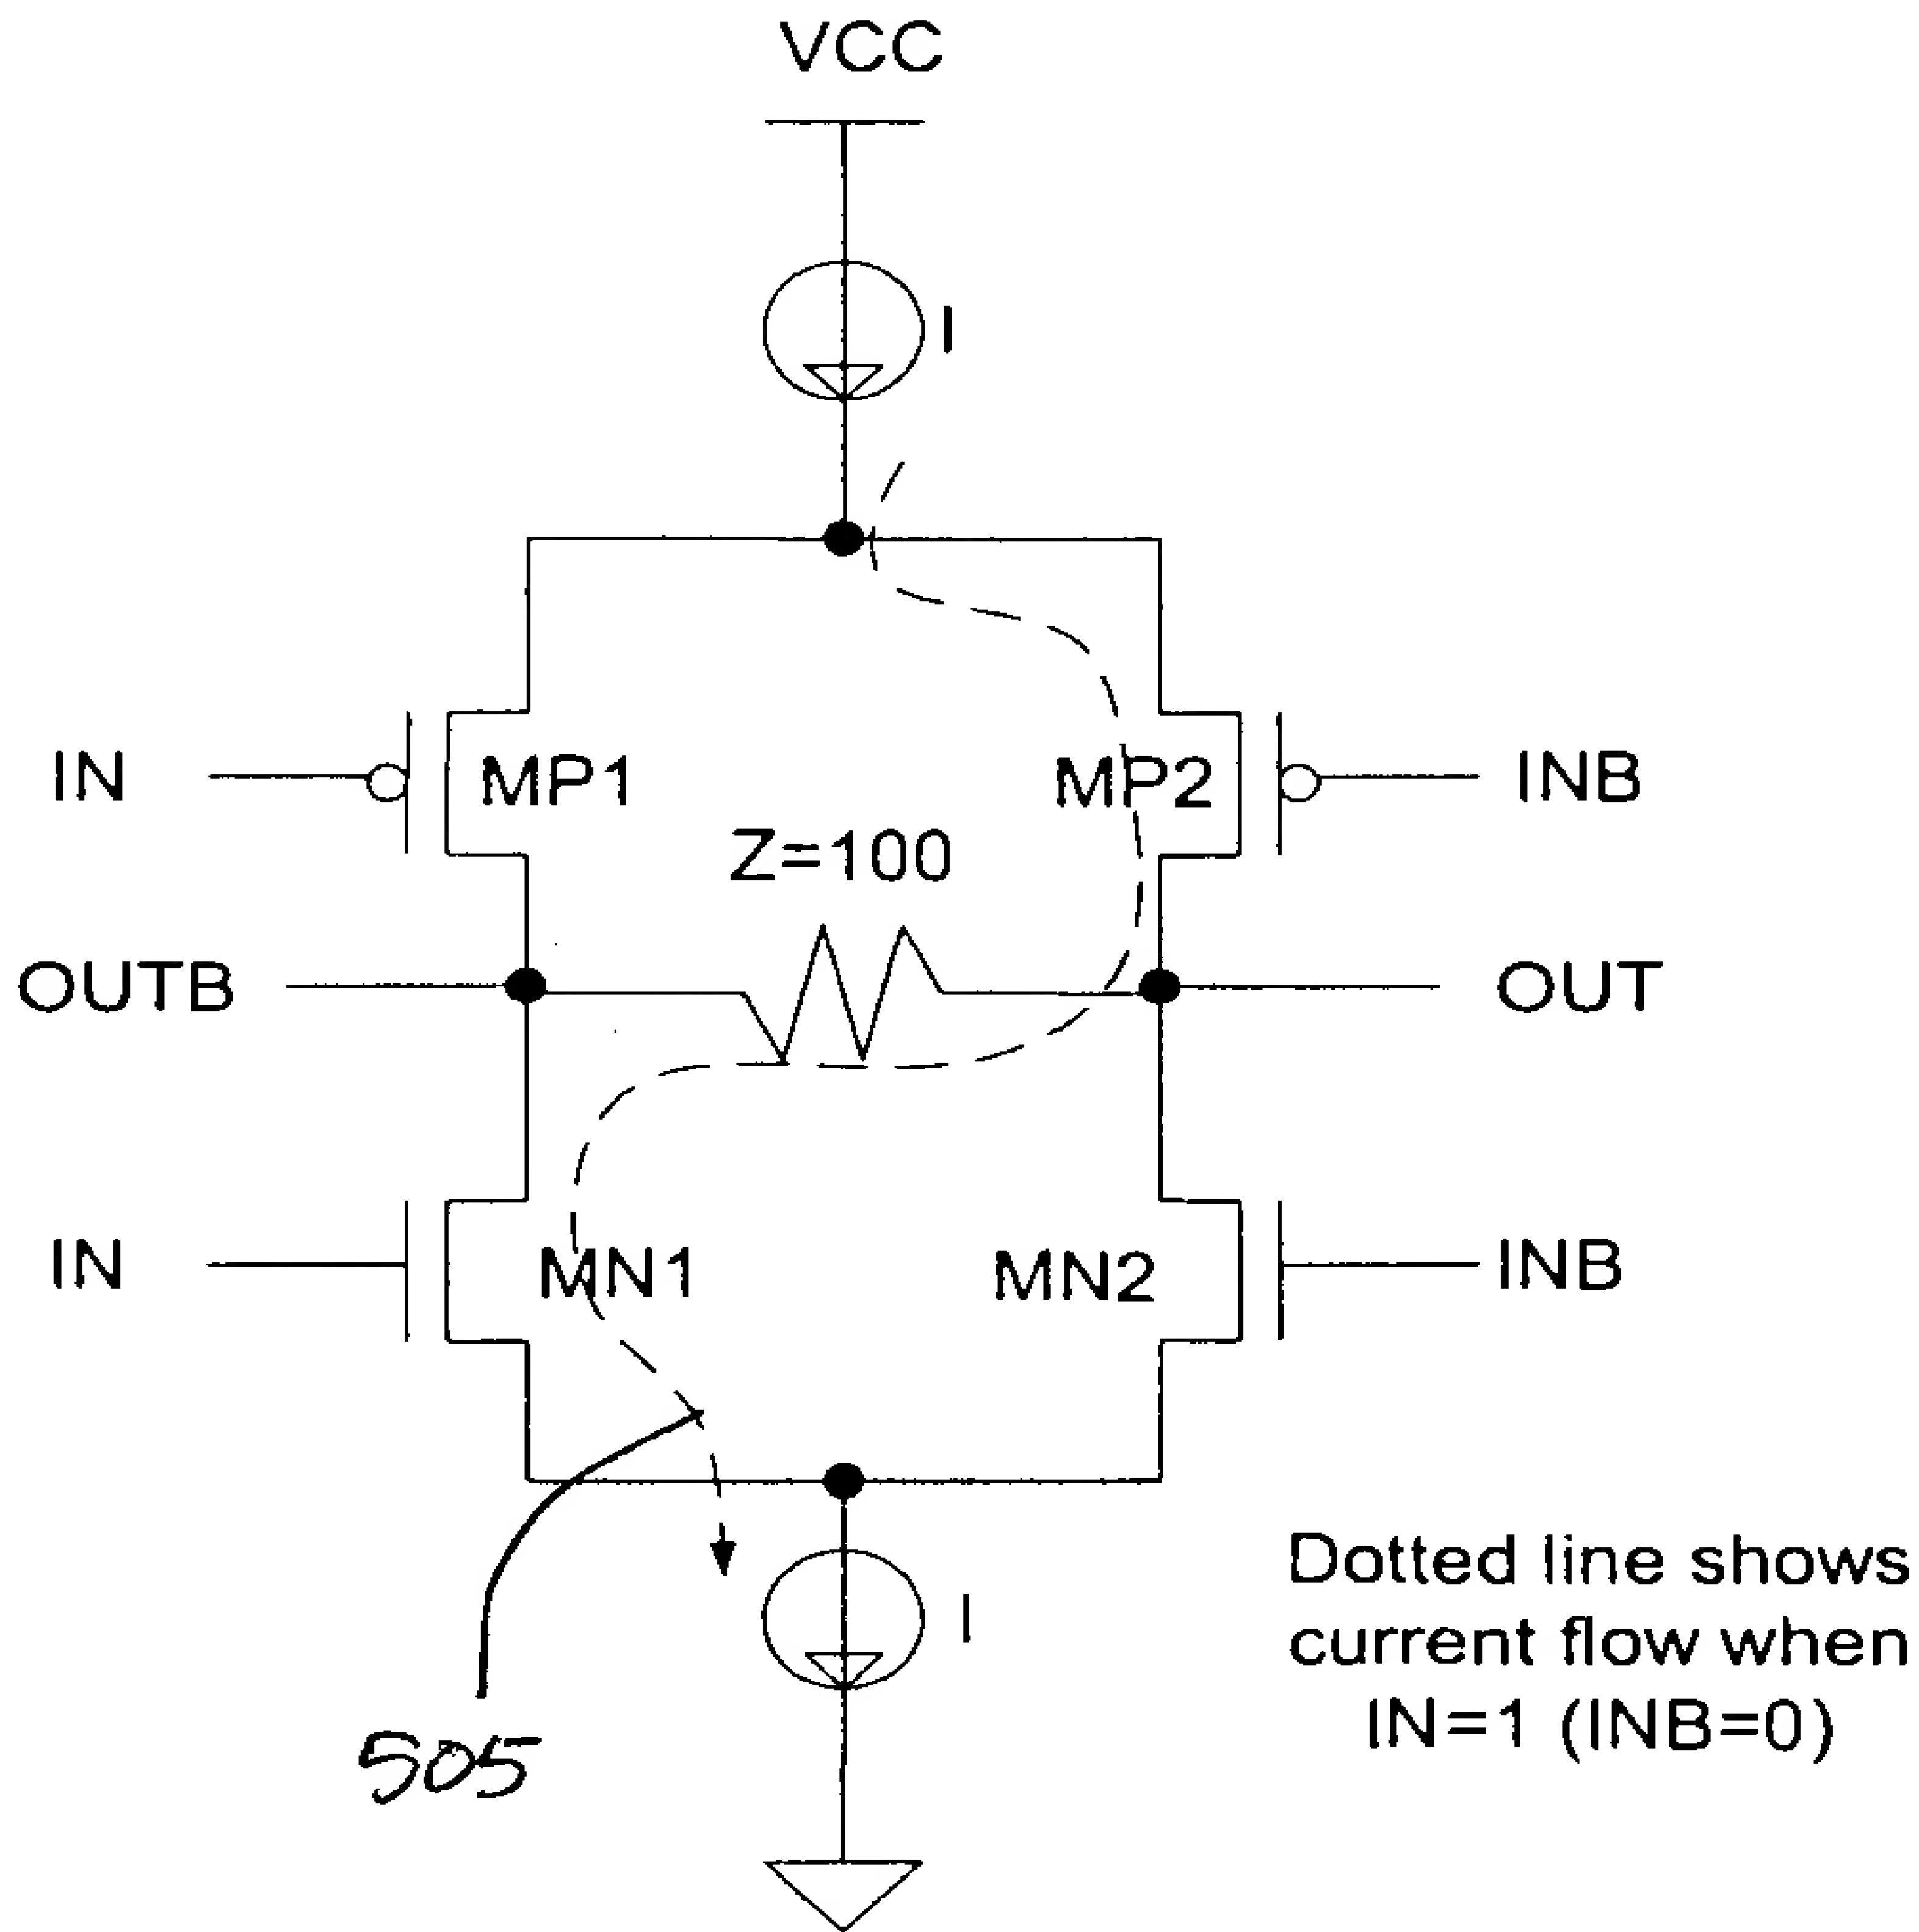 VCC
I
IN
MP1
MP2
INB
Z=100
OUTB
OUT
IN
MN1
MN2
INB
I
Dotted line shows
current flow when
IN=1 (INB=0)
505